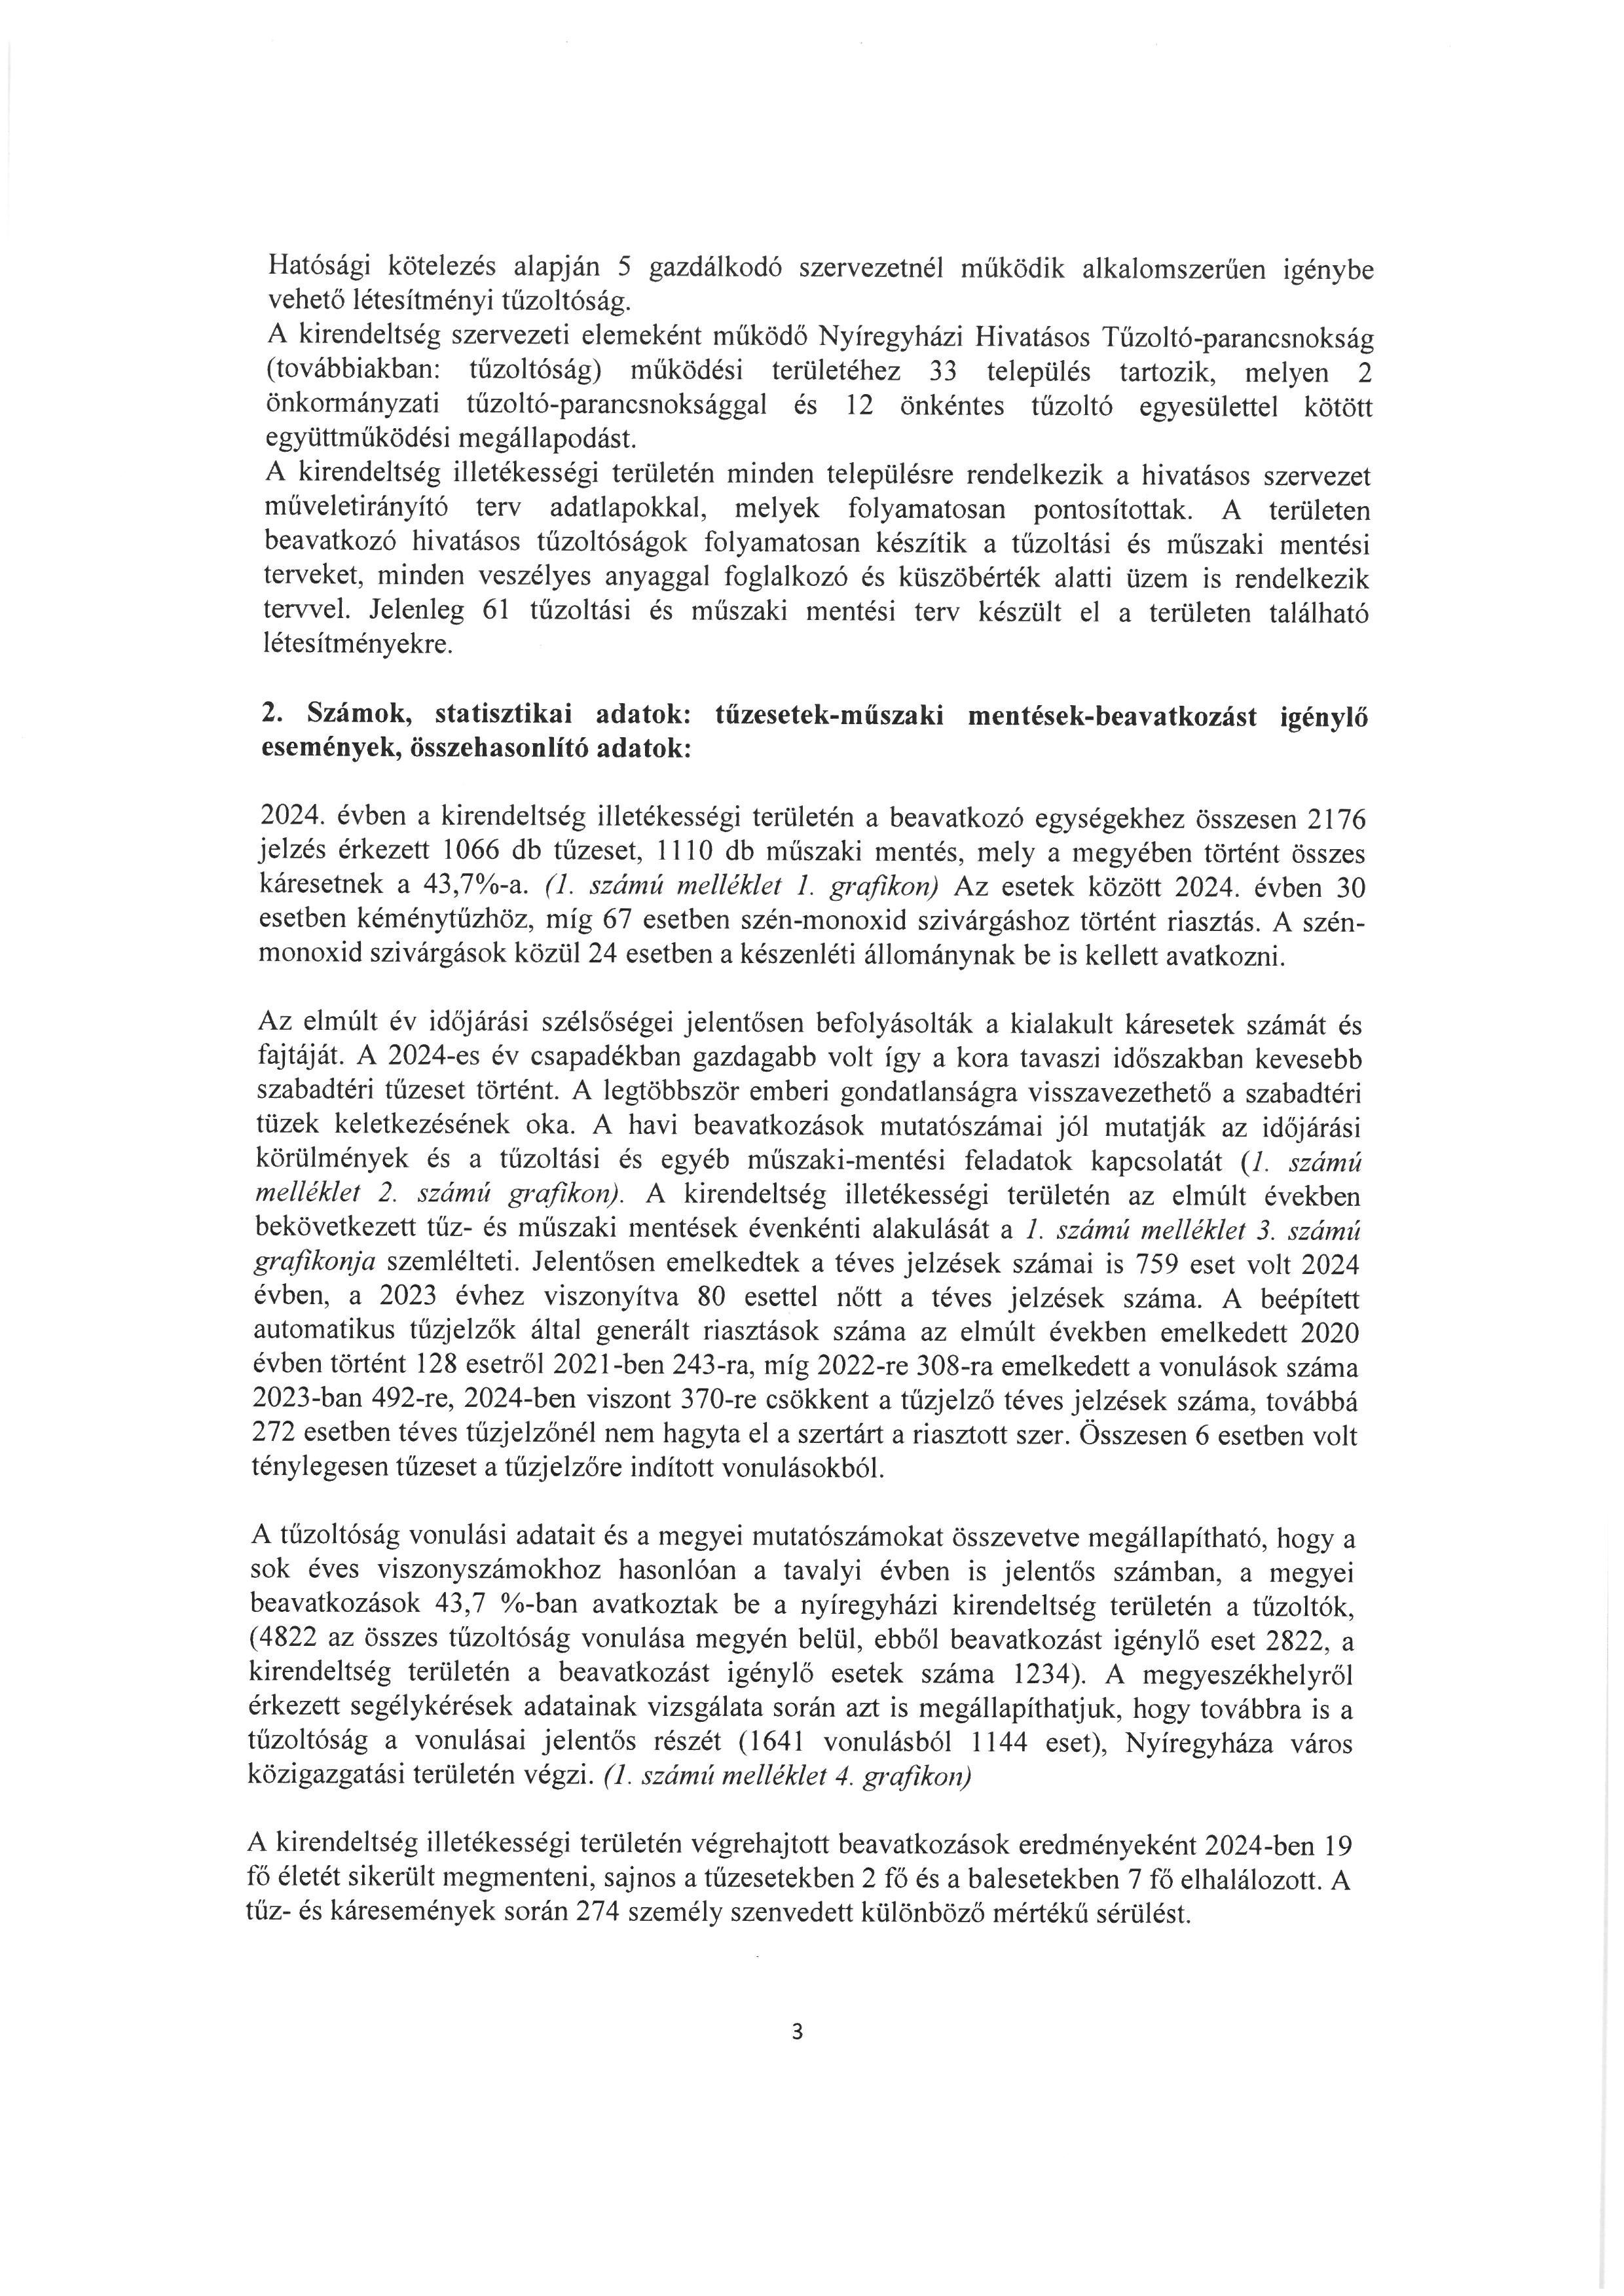 Hatósági kötelezés alapján 5 gazdálkodó szervezetnél működik alkalomszerűen igénybe
vehető létesítményi tűzoltóság.
A kirendeltség szervezeti elemeként működő Nyíregyházi Hivatásos Tűzoltó-parancsnokság
(továbbiakban: tűzoltóság) működési területéhez 33 település tartozik, melyen 2
önkormányzati tűzoltó-parancsnoksággal és 12 önkéntes tűzoltó egyesülettel kötött
együttműködési megállapodást.
A kirendeltség illetékességi területén minden településre rendelkezik a hivatásos szervezet
műveletirányító terv adatlapokkal, melyek folyamatosan pontosítottak. A területen
beavatkozó hivatásos tűzoltóságok folyamatosan készítik a tűzoltási és műszaki mentési
terveket, minden veszélyes anyaggal foglalkozó és küszöbérték alatti üzem is rendelkezik
tervvel. Jelenleg 61 tűzoltási és műszaki mentési terv készült el a területen található
létesítményekre.
2. Számok, statisztikai adatok: tűzesetek-műszaki mentések-beavatkozást igénylő
események, összehasonlító adatok:
2024. évben a kirendeltség illetékességi területén a beavatkozó egységekhez összesen 2176
jelzés érkezett 1066 db tűzeset, 1110 db műszaki mentés, mely a megyében történt összes
káresetnek a 43,7%-a. (1. számú melléklet 1. grafikon) Az esetek között 2024. évben 30
esetben kéménytűzhöz, míg 67 esetben szén-monoxid szivárgáshoz történt riasztás. A szén-
monoxid szivárgások közül 24 esetben a készenléti állománynak be is kellett avatkozni.
Az elmúlt év időjárási szélsőségei jelentősen befolyásolták a kialakult káresetek számát és
fajtáját. A 2024-es év csapadékban gazdagabb volt így a kora tavaszi időszakban kevesebb
szabadtéri tűzeset történt. A legtöbbször emberi gondatlanságra visszavezethető a szabadtéri
tüzek keletkezésének oka. A havi beavatkozások mutatószámai jól mutatják az időjárási
körülmények és a tűzoltási és egyéb műszaki-mentési feladatok kapcsolatát (1. számú
melléklet 2. számú grafikon). A kirendeltség illetékességi területén az elmúlt években
bekövetkezett tűz- és műszaki mentések évenkénti alakulását a 1. számú melléklet 3. számú
grafikonja szemlélteti. Jelentősen emelkedtek a téves jelzések számai is 759 eset volt 2024
évben, a 2023 évhez viszonyítva 80 esettel nőtt a téves jelzések száma. A beépített
automatikus tűzjelzők által generált riasztások száma az elmúlt években emelkedett 2020
évben történt 128 esetről 2021-ben 243-ra, míg 2022-re 308-ra emelkedett a vonulások száma
2023-ban 492-re, 2024-ben viszont 370-re csökkent a tűzjelző téves jelzések száma, továbbá
272 esetben téves tűzjelzőnél nem hagyta el a szertárt a riasztott szer. Összesen 6 esetben volt
ténylegesen tűzeset a tűzjelzőre indított vonulásokból.
A tűzoltóság vonulási adatait és a megyei mutatószámokat összevetve megállapítható, hogy a
sok éves viszonyszámokhoz hasonlóan a tavalyi évben is jelentős számban, a megyei
beavatkozások 43,7 %-ban avatkoztak be a nyíregyházi kirendeltség területén a tűzoltók,
(4822 az összes tűzoltóság vonulása megyén belül, ebből beavatkozást igénylő eset 2822, a
kirendeltség területén a beavatkozást igénylő esetek száma 1234). A megyeszékhelyről
érkezett segélykérések adatainak vizsgálata során azt is megállapíthatjuk, hogy továbbra is a
tűzoltóság a vonulásai jelentős részét (1641 vonulásból 1144 eset), Nyíregyháza város
közigazgatási területén végzi. (1. számú melléklet 4. grafikon)
A kirendeltség illetékességi területén végrehajtott beavatkozások eredményeként 2024-ben 19
fő életét sikerült megmenteni, sajnos a tűzesetekben 2 fő és a balesetekben 7 fő elhalálozott. A
tűz- és káresemények során 274 személy szenvedett különböző mértékű sérülést.
3